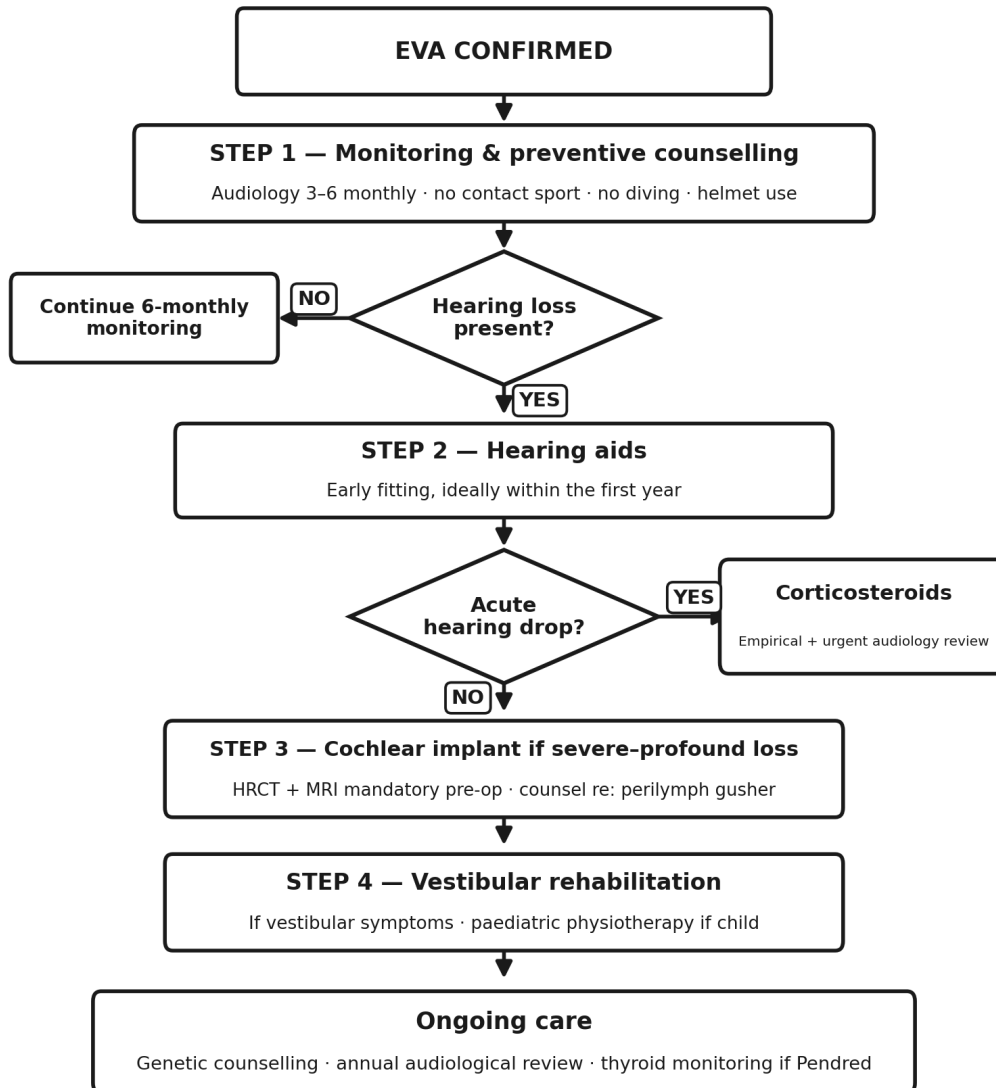 EVA CONFIRMED
STEP 1 — Monitoring & preventive counselling
Audiology 3–6 monthly · no contact sport · no diving · helmet use
Hearing loss
present?
NO
Continue 6-monthly
monitoring
YES
STEP 2 — Hearing aids
Early fitting, ideally within the first year
Acute
hearing drop?
YES
Corticosteroids
Empirical + urgent audiology review
NO
STEP 3 — Cochlear implant if severe–profound loss
HRCT + MRI mandatory pre-op · counsel re: perilymph gusher
STEP 4 — Vestibular rehabilitation
If vestibular symptoms · paediatric physiotherapy if child
Ongoing care
Genetic counselling · annual audiological review · thyroid monitoring if Pendred